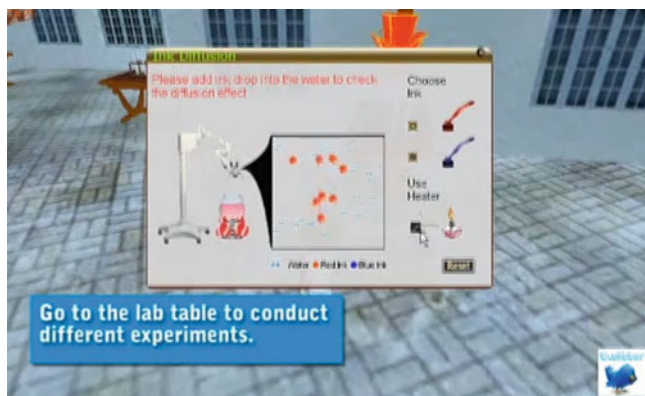 Ink Diffusion
Please add ink drop into the water to check
the diffusion effect
Choose
Ink
Use
Heater
Water Red Ink Blue Ink
Reset
Go to the lab table to conduct
different experiments.
twitter